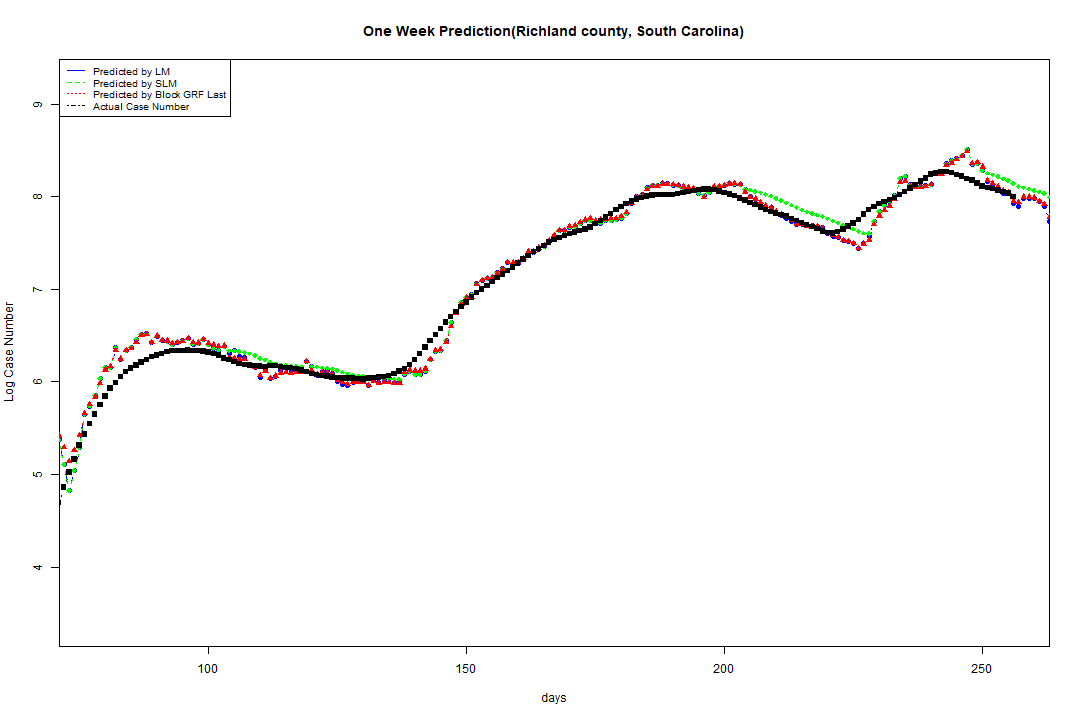 One Week Prediction(Richland county, South Carolina)
Predicted by LM
Predicted by SLM
Predicted by Block GRF Last
Actual Case Number
9
8
7
6
5
4
Log Case Number
100 150 200 250
days